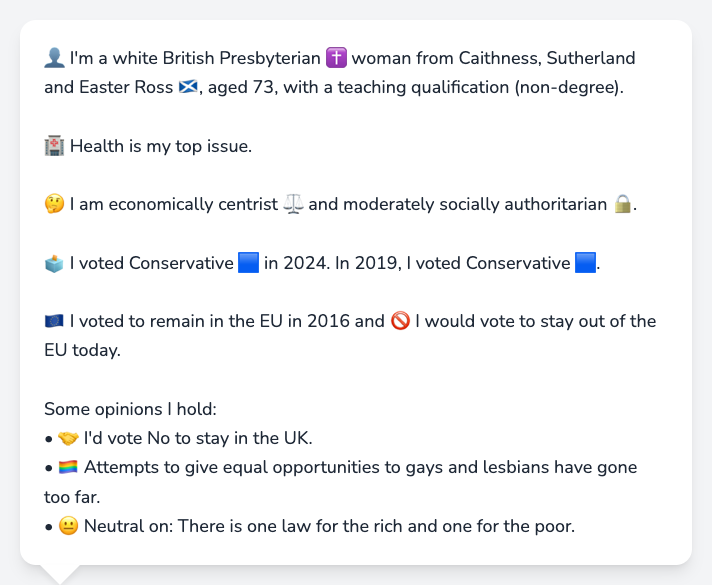 👤 I'm a white British Presbyterian ✝️ woman from Caithness, Sutherland
and Easter Ross 🏴󠁧󠁢󠁳󠁣󠁴󠁿, aged 73, with a teaching qualification (non-degree).
🏥 Health is my top issue.
🤔 I am economically centrist ⚖️ and moderately socially authoritarian 🔒.
🗳️ I voted Conservative 🟦 in 2024. In 2019, I voted Conservative 🟦.
🇪🇺 I voted to remain in the EU in 2016 and 🚫 I would vote to stay out of the
EU today.
Some opinions I hold:
• 🤝 I'd vote No to stay in the UK.
• 🏳️‍🌈 Attempts to give equal opportunities to gays and lesbians have gone
too far.
• 😐 Neutral on: There is one law for the rich and one for the poor.